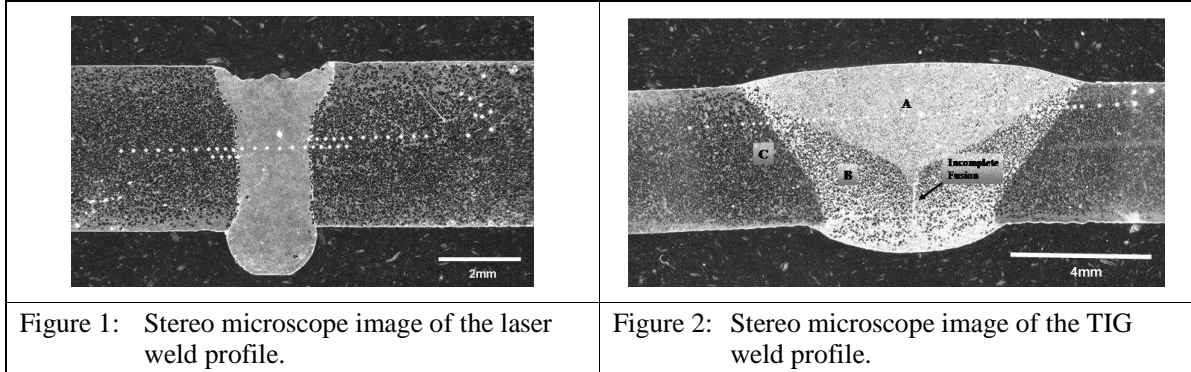 2mm
A
C
B
Incomplete
Fusion
4mm
Figure 1: Stereo microscope image of the laser
weld profile.
Figure 2: Stereo microscope image of the TIG
weld profile.